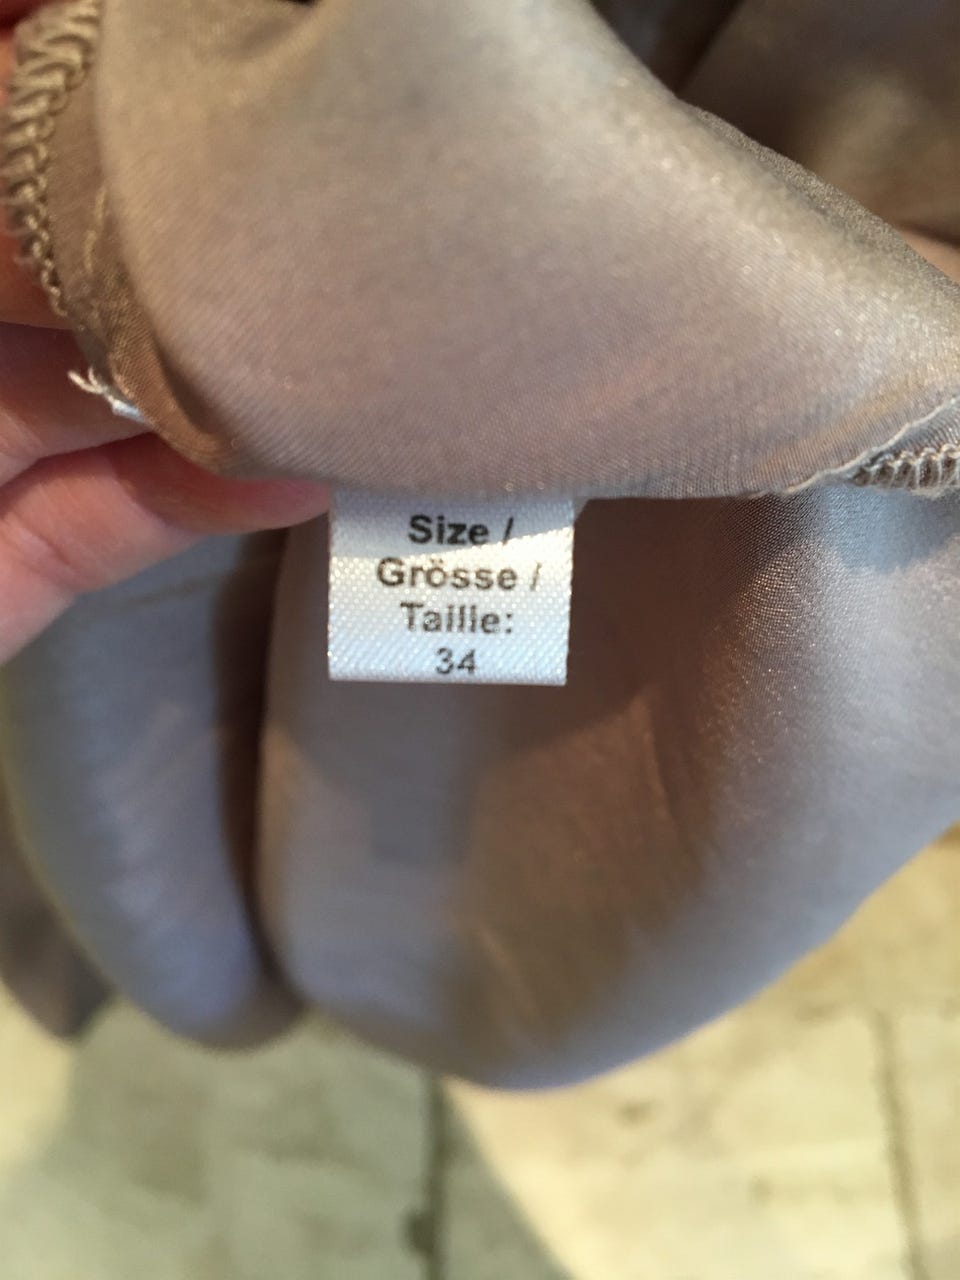 Size /
Grösse /
Taille:
34